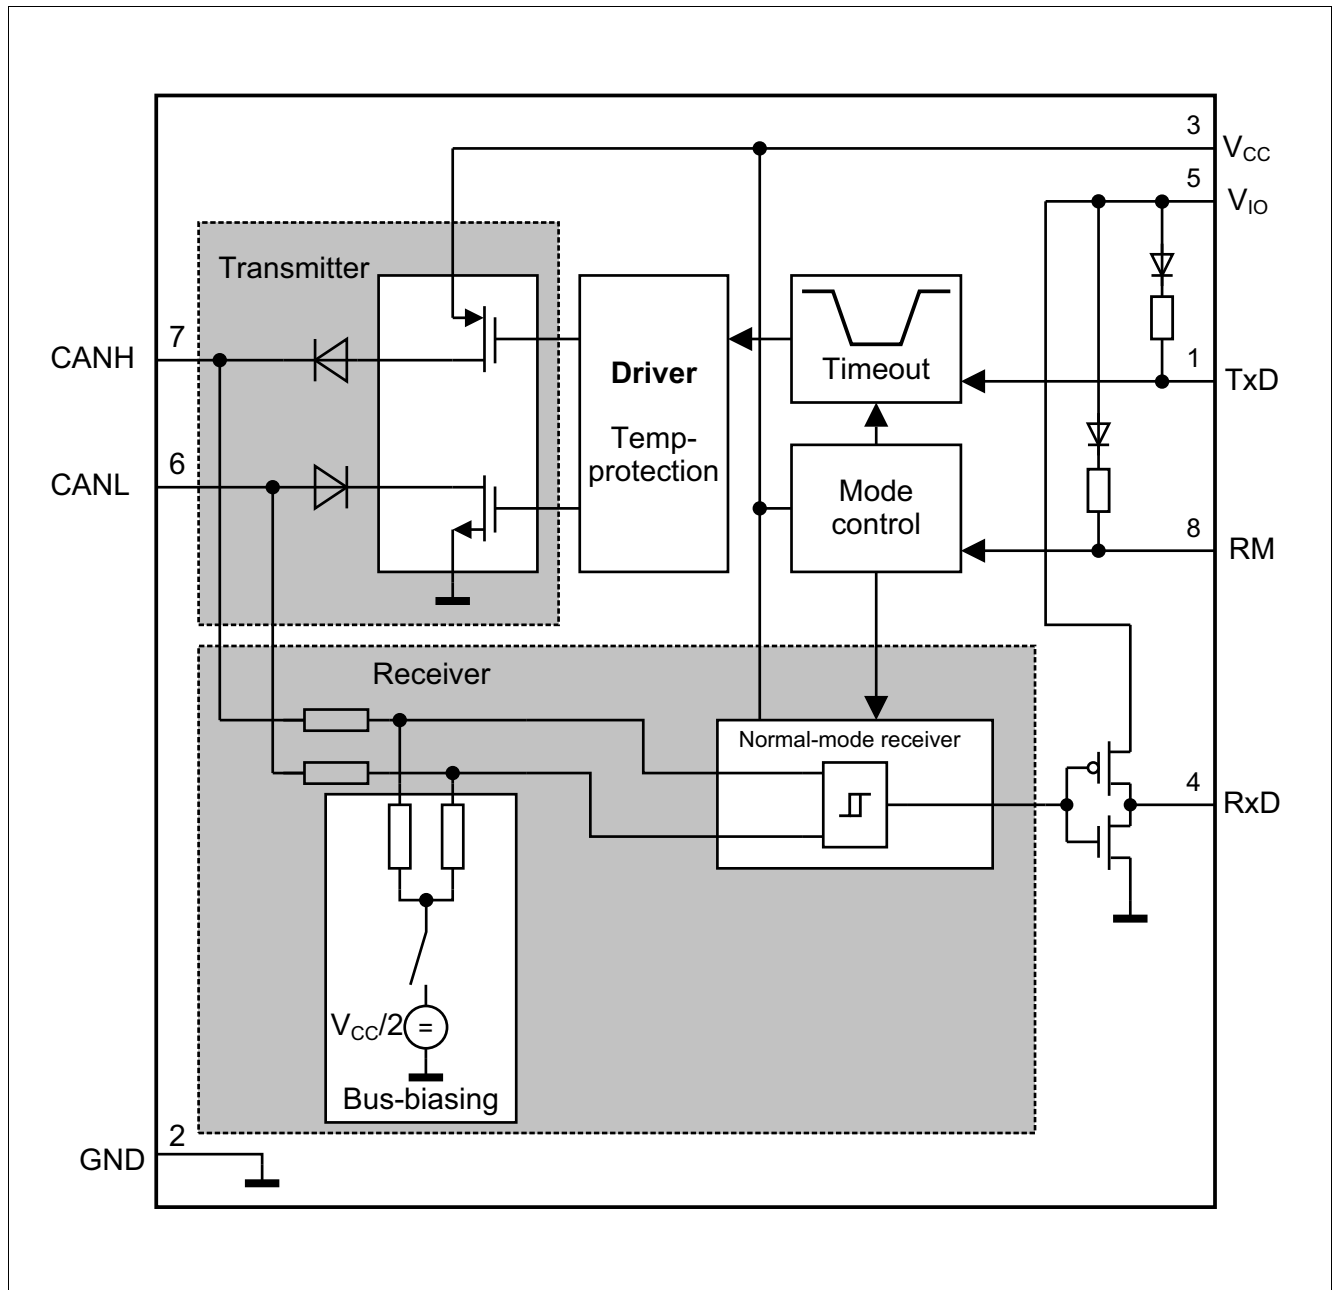 3
VCC
5
VIO
Transmitter
7
CANH
Driver
Timeout
1
TxD
Temp-
protection
6
CANL
Mode
control
8
RM
Receiver
Normal-mode receiver
4
RxD
VCC/2
=
Bus-biasing
2
GND